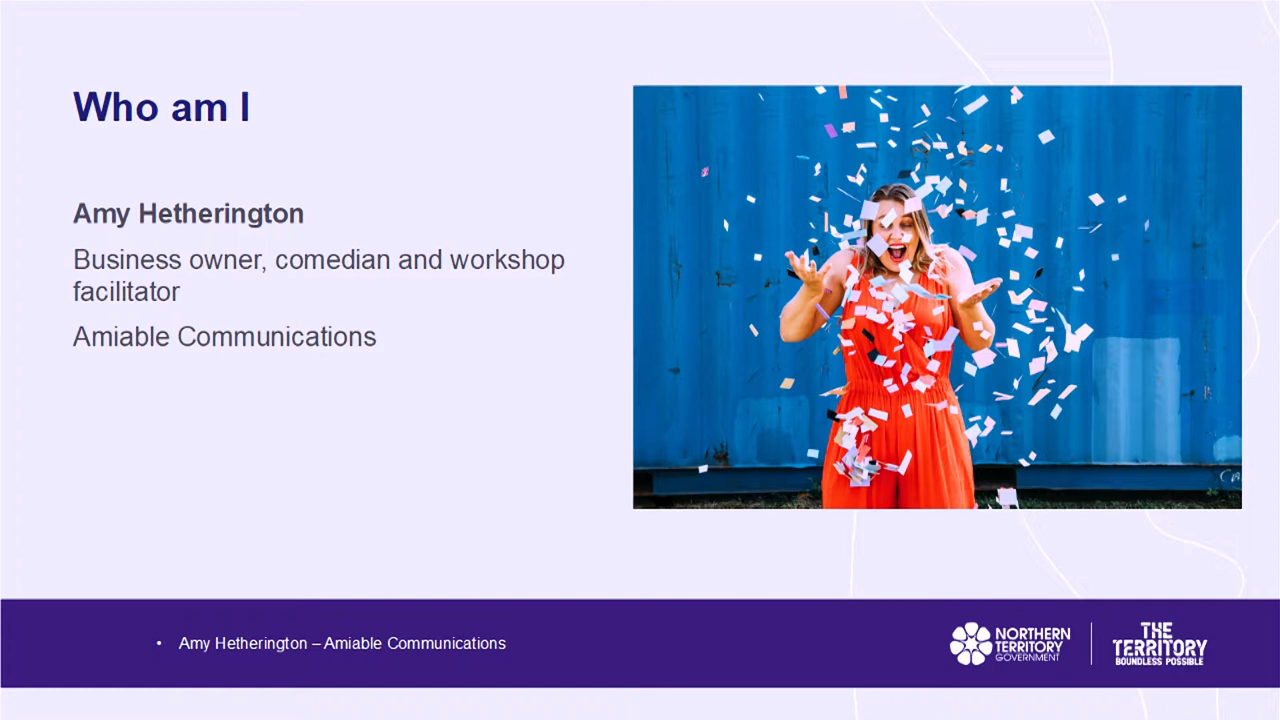 Who am I
Amy Hetherington
Business owner, comedian and workshop
facilitator
Amiable Communications
• Amy Hetherington – Amiable Communications
NORTHERN
TERRITORY
GOVERNMENT
THE
TERRITORY
BOUNDLESS POSSIBLE